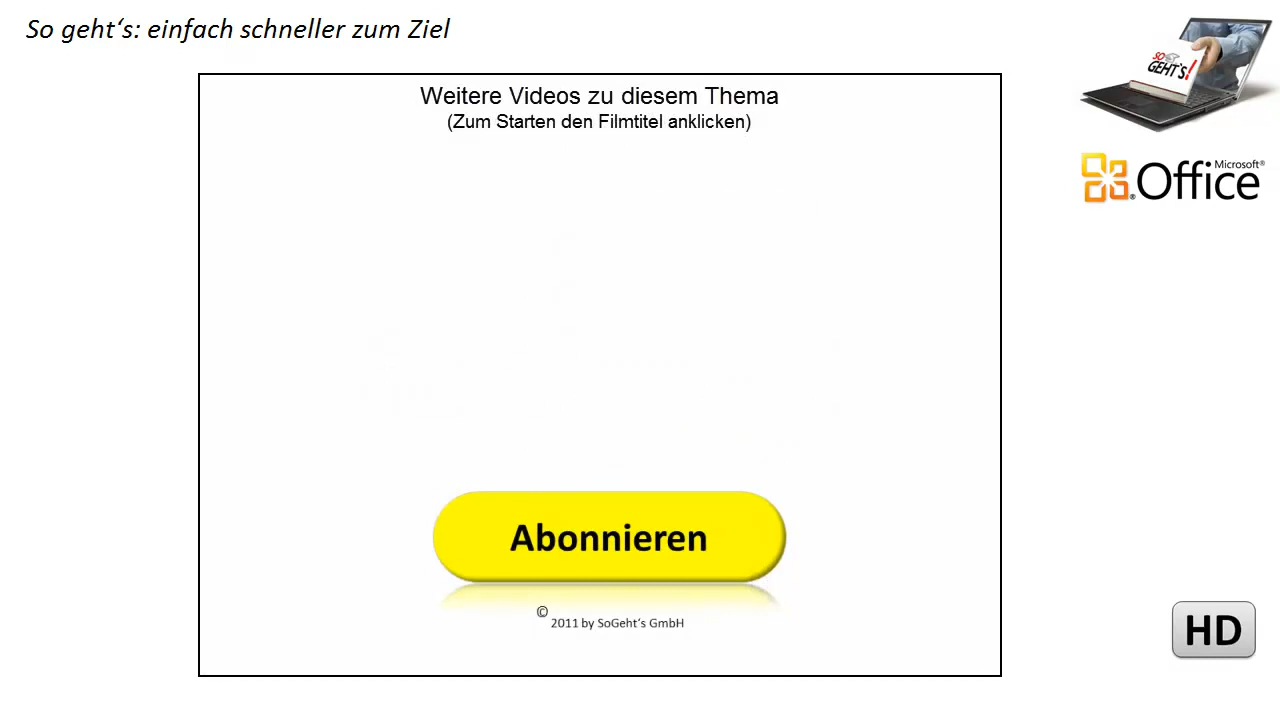 So geht‘s: einfach schneller zum Ziel
SO
GEHT'S!
Microsoft®
Office
®
Weitere Videos zu diesem Thema
(Zum Starten den Filmtitel anklicken)
Abonnieren
© 2011 by SoGeht‘s GmbH
HD